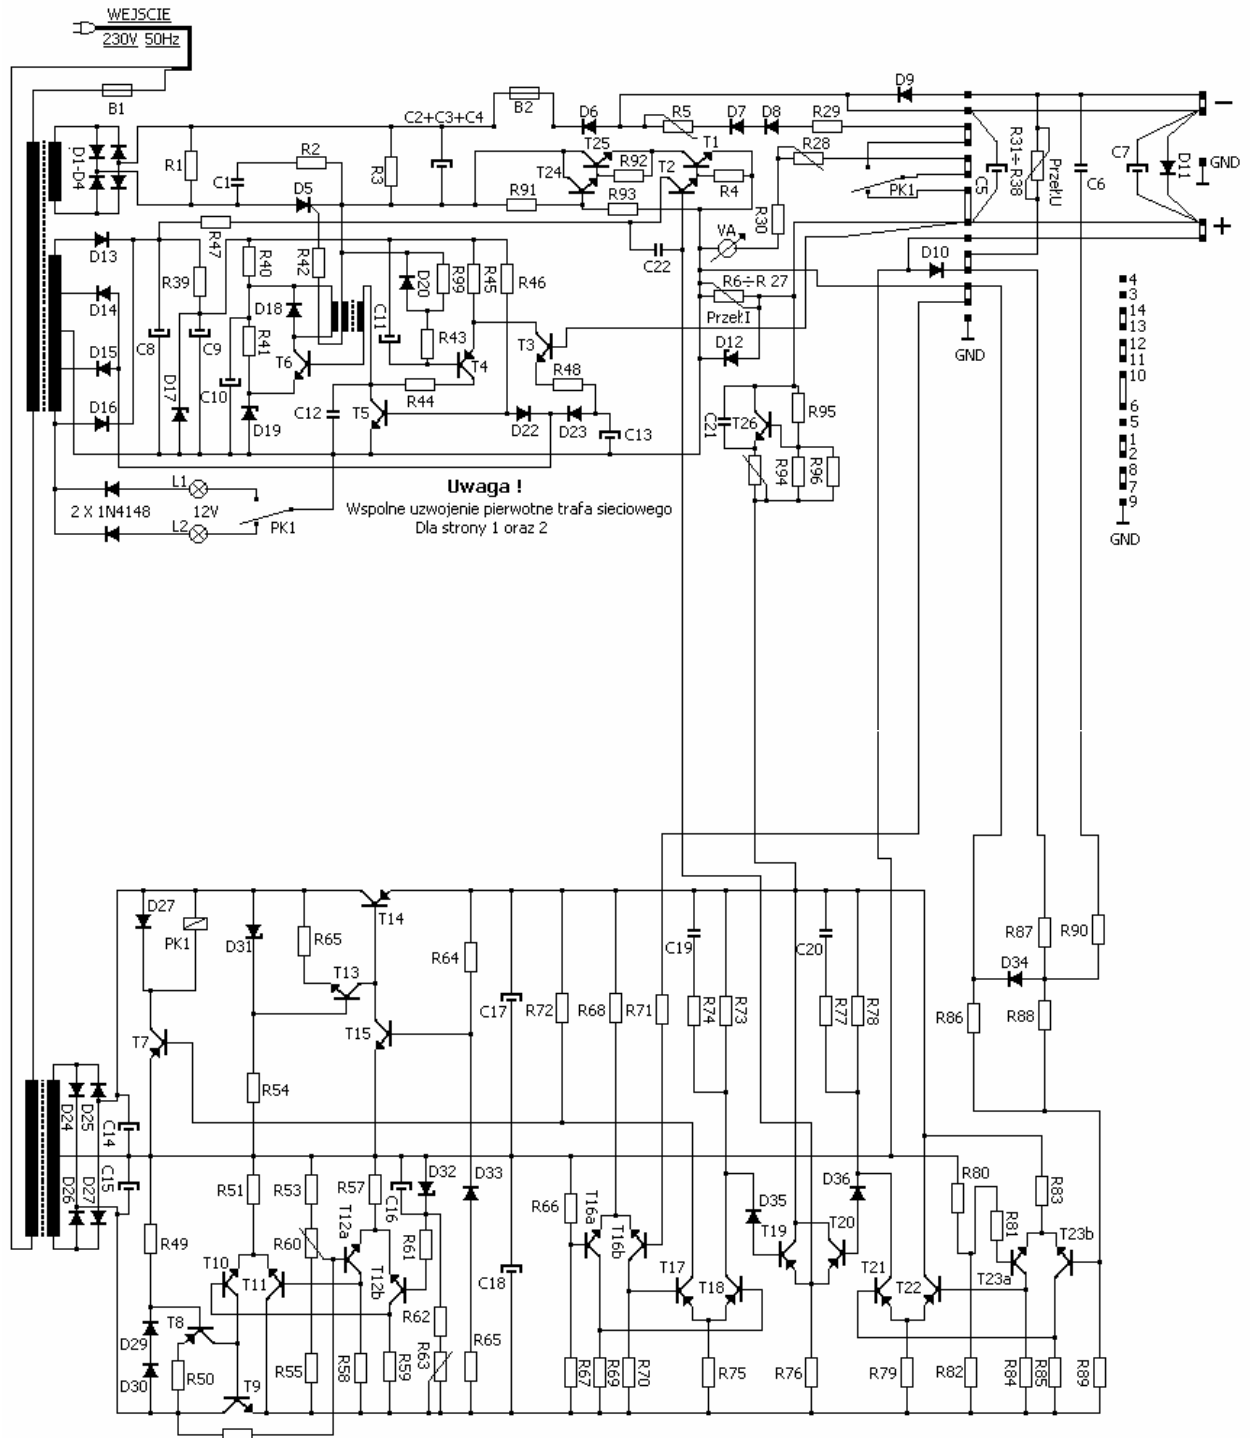 WEJSCIE
230V 50Hz
B1
C2+C3+C4
B2
D6
R5
D7
D8
R29
D9
D1-D4
R1
R2
C1
D5
R3
T25
T24
R92
T1
T2
R4
R91
R93
R28
PK1
C5
R31÷R38
PrzełU
C6
C7
D11
−
GND
+
R47
D13
D14
D15
D16
R39
C8
C9
D17
R40
R42
D18
R41
C10
D19
T6
D20
R99
R45
R46
C11
R43
T4
T3
R48
C12
T5
R44
D22
D23
C13
C22
VA
R30
R6÷R 27
PrzełI
D12
D10
GND
C21
T26
R95
R94
R96
4
3
14
13
12
11
10
6
5
1
2
8
7
9
GND
L1
2 X 1N4148
12V
L2
PK1
Uwaga !
Wspolne uzwojenie pierwotne trafa sieciowego
Dla strony 1 oraz 2
D27
PK1
D31
R65
T14
T13
R64
T15
C17
R72
R68
R71
C19
R74
R73
C20
R77
R78
R87
R90
D34
R86
R88
T7
R54
D24
D25
C14
C15
D26
D27
R51
R53
R57
C16
D32
D33
R49
T10
T11
R60
T12a
T12b
R61
R62
R63
C18
R65
T8
D29
D30
R50
T9
R55
R58
R59
R66
T16a
T16b
R67
R69
R70
T17
T18
R75
D35
T19
T20
D36
R76
T21
T22
R79
R80
R81
R83
T23a
T23b
R82
R84
R85
R89